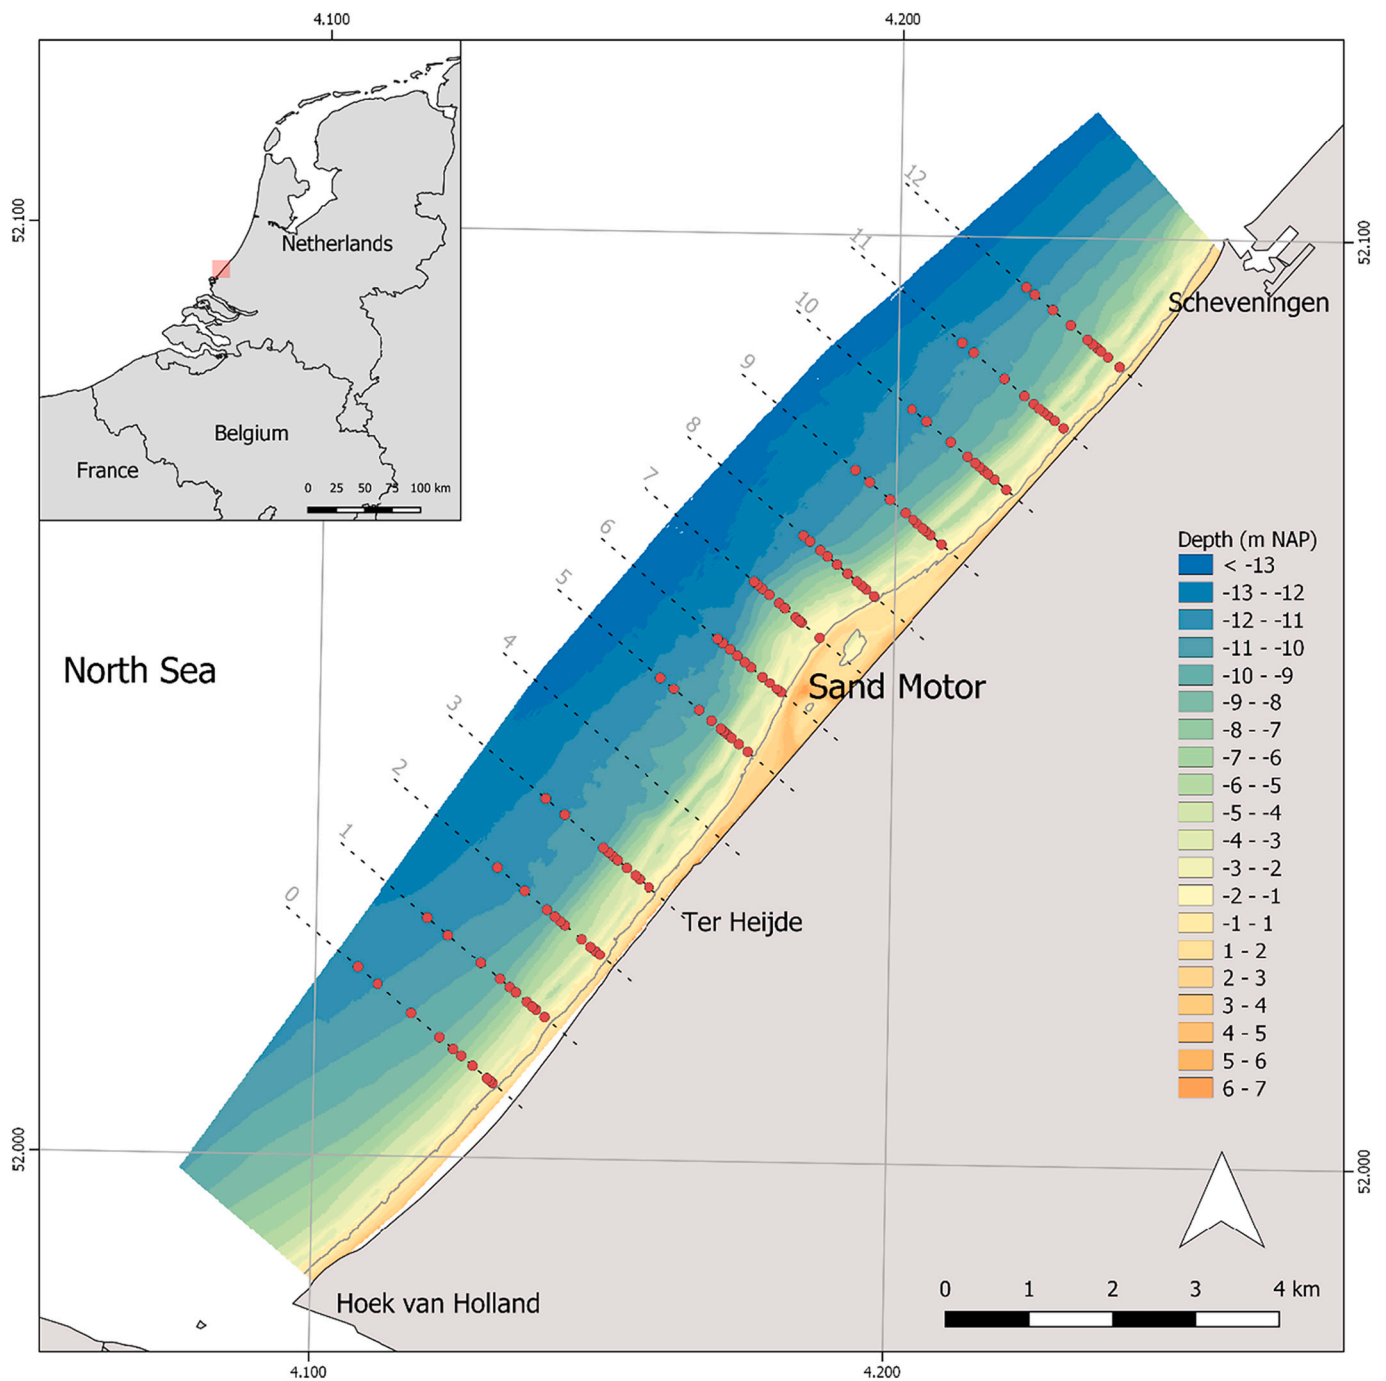 4.100 4.200
52.100
52.100
12
11
10
9
8
7
6
5
4
3
2
1
0
Netherlands
Belgium
France
0 25 50 75 100 km
Scheveningen
North Sea
Sand Motor
Ter Heijde
Hoek van Holland
Depth (m NAP)
< -13
-13 - -12
-12 - -11
-11 - -10
-10 - -9
-9 - -8
-8 - -7
-7 - -6
-6 - -5
-5 - -4
-4 - -3
-3 - -2
-2 - -1
-1 - 1
1 - 2
2 - 3
3 - 4
4 - 5
5 - 6
6 - 7
52.000
52.000
0 1 2 3 4 km
4.100 4.200